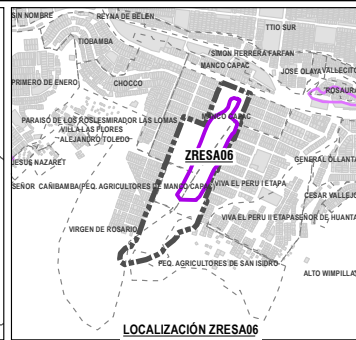 SIN NOMBRE
REYNA DE BELEN
TTIO SUR
TIOBAMBA
SIMON HERRERA FARFAN
MANCO CAPAC
JOSE OLAYA
VALLECITO
PRIMERO DE ENERO
CHOCCO
ROSAURA
PARAISO DE LOS ROSLES
MIRADOR LAS LOMAS
MANCO CAPAC
VILLA LAS FLORES
ALEJANDRO TOLEDO
ZRESA06
JESUS NAZARET
GENERAL OLLANTA
SEÑOR CAÑIBAMBA
PEQ. AGRICULTORES DE MANCO CAPAC
VIVA EL PERU I ETAPA
CESAR VALLEJO
VIVA EL PERU II ETAPA
SEÑOR DE HUANTA
VIRGEN DE ROSARIO
PEQ. AGRICULTORES DE SAN ISIDRO
ALTO WIMPILLAY
LOCALIZACIÓN ZRESA06